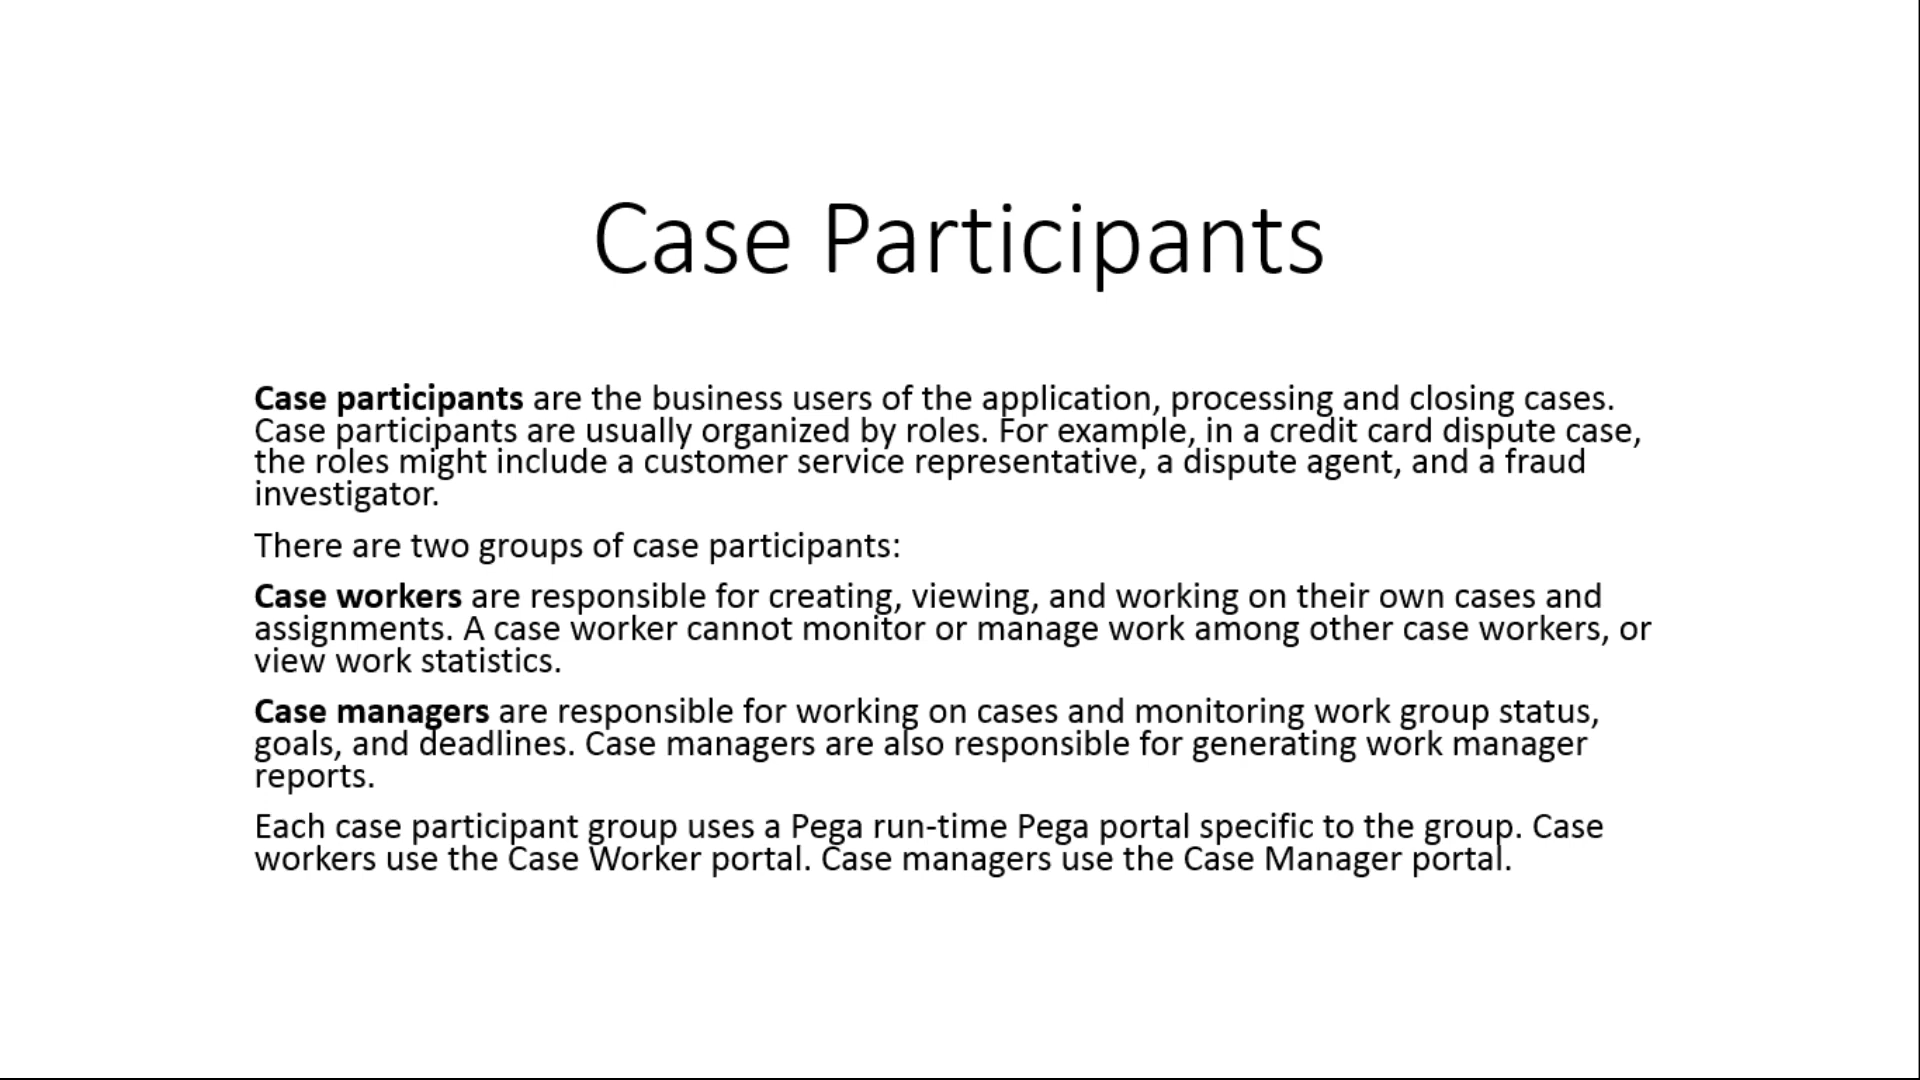 Case Participants
Case participants are the business users of the application, processing and closing cases.
Case participants are usually organized by roles. For example, in a credit card dispute case,
the roles might include a customer service representative, a dispute agent, and a fraud
investigator.
There are two groups of case participants:
Case workers are responsible for creating, viewing, and working on their own cases and
assignments. A case worker cannot monitor or manage work among other case workers, or
view work statistics.
Case managers are responsible for working on cases and monitoring work group status,
goals, and deadlines. Case managers are also responsible for generating work manager
reports.
Each case participant group uses a Pega run-time Pega portal specific to the group. Case
workers use the Case Worker portal. Case managers use the Case Manager portal.